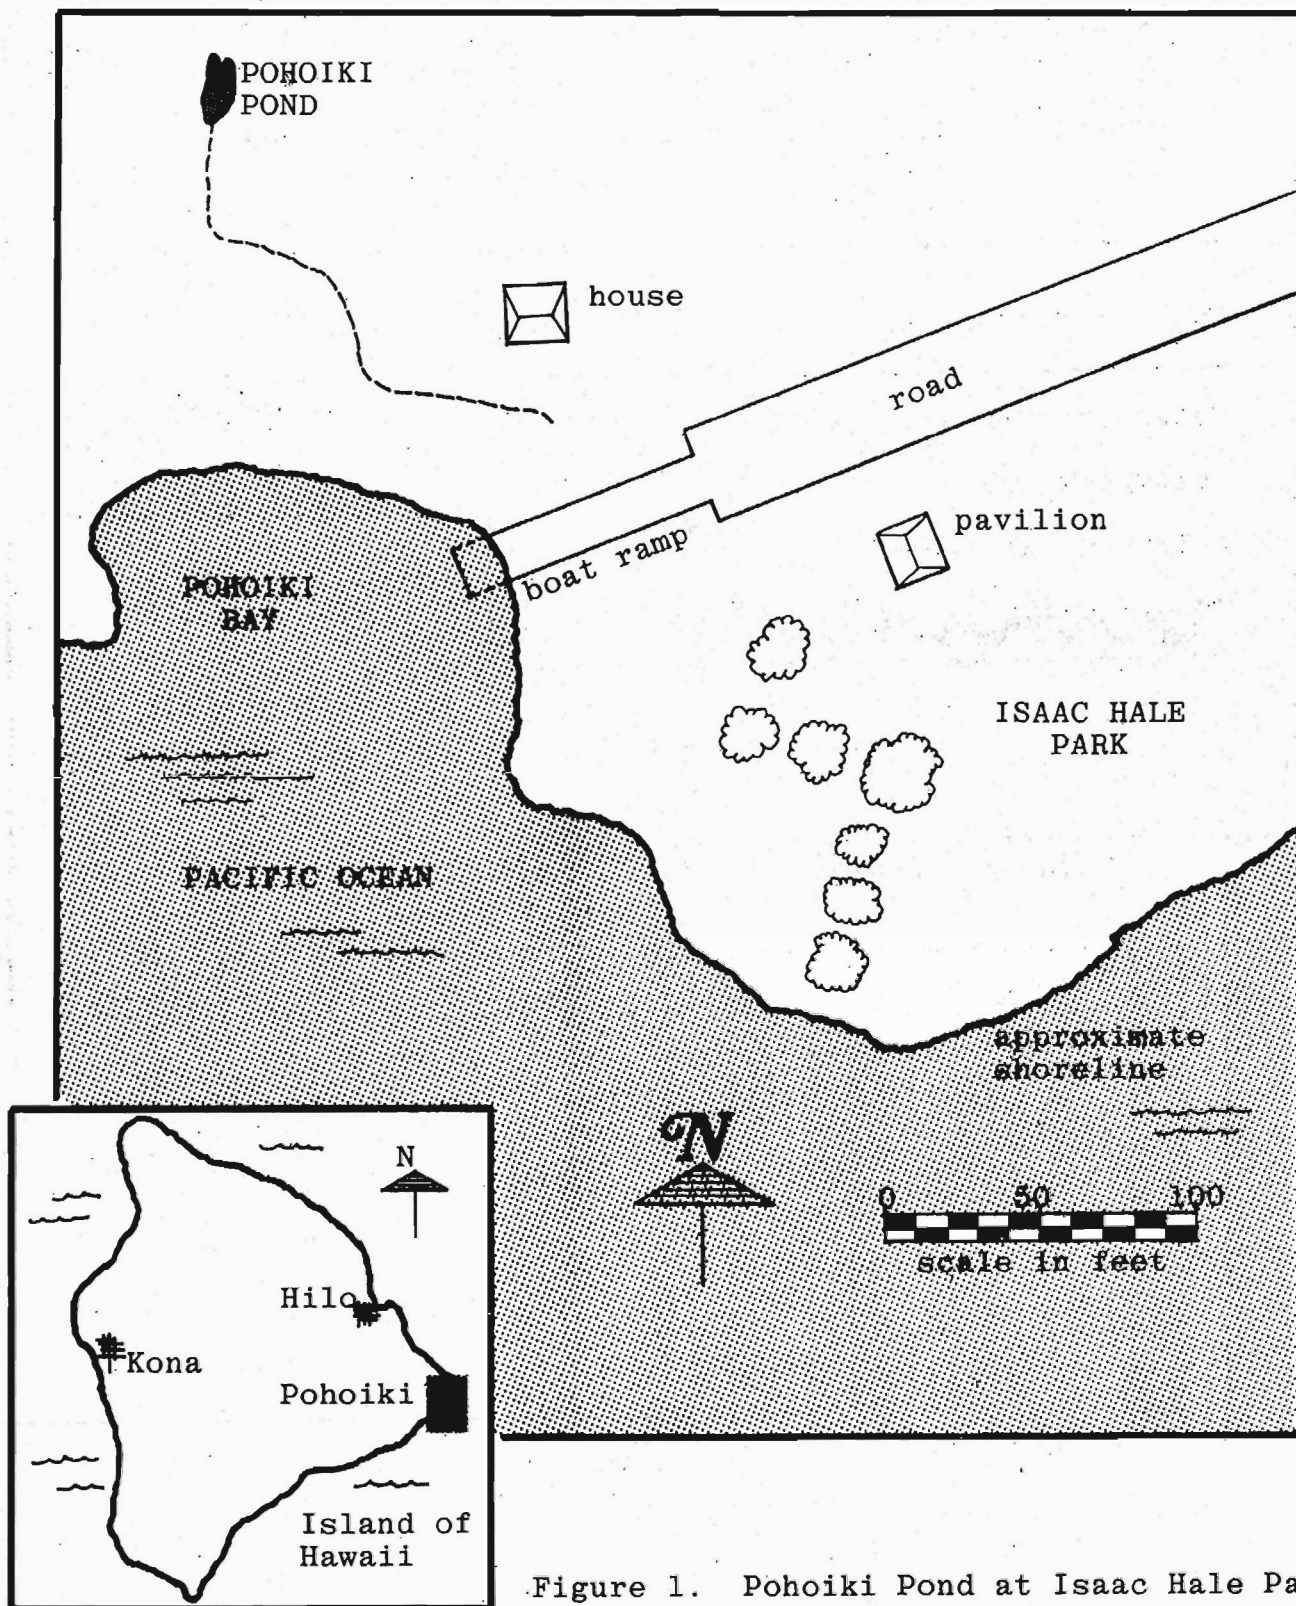 POHOIKI
POND
house
road
pavilion
boat ramp
POHOIKI
BAY
ISAAC HALE
PARK
PACIFIC OCEAN
approximate
shoreline
N
0 50 100
scale in feet
N
Hilo
Kona
Pohoiki
Island of
Hawaii
Figure 1. Pohoiki Pond at Isaac Hale Pa